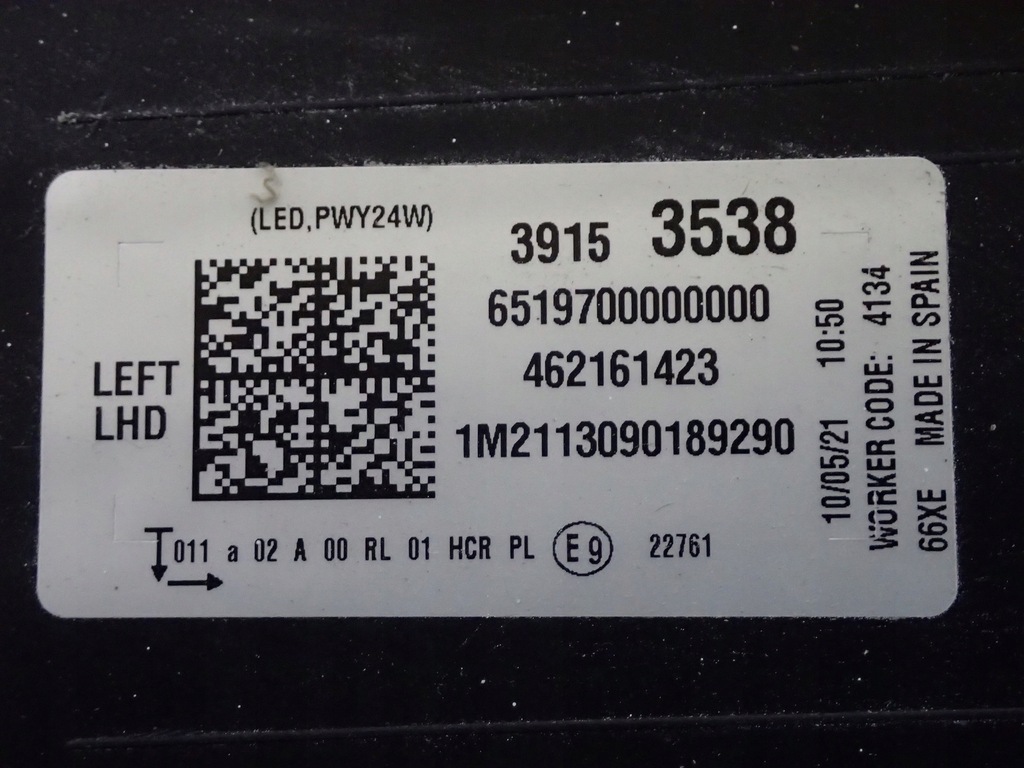 (LED,PWY24W)
3915 3538
6519700000000
462161423
1M2113090189290
LEFT
LHD
011 a 02 A 00 RL 01 HCR PL E9 22761
10/05/21 10:50
WORKER CODE: 4134
66XE MADE IN SPAIN